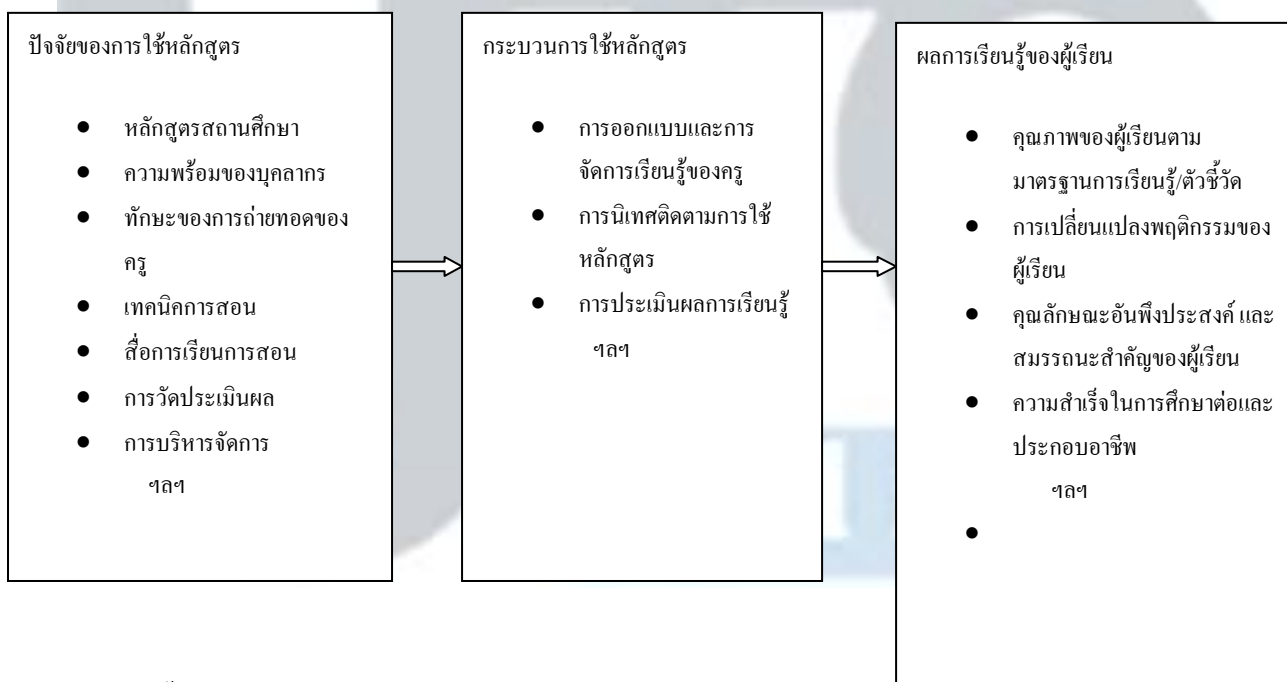 ปัจจัยของการใช้หลักสูตร
● หลักสูตรสถานศึกษา
● ความพร้อมของบุคลากร
● ทักษะของการถ่ายทอดของ
ครู
● เทคนิคการสอน
● สื่อการเรียนการสอน
● การวัดประเมินผล
● การบริหารจัดการ
ฯลฯ
กระบวนการใช้หลักสูตร
● การออกแบบและการ
จัดการเรียนรู้ของครู
● การนิเทศติดตามการใช้
หลักสูตร
● การประเมินผลการเรียนรู้
ฯลฯ
ผลการเรียนรู้ของผู้เรียน
● คุณภาพของผู้เรียนตาม
มาตรฐานการเรียนรู้/ตัวชี้วัด
● การเปลี่ยนแปลงพฤติกรรมของ
ผู้เรียน
● คุณลักษณะอันพึงประสงค์ และ
สมรรถนะสำคัญของผู้เรียน
● ความสำเร็จในการศึกษาต่อและ
ประกอบอาชีพ
ฯลฯ
●